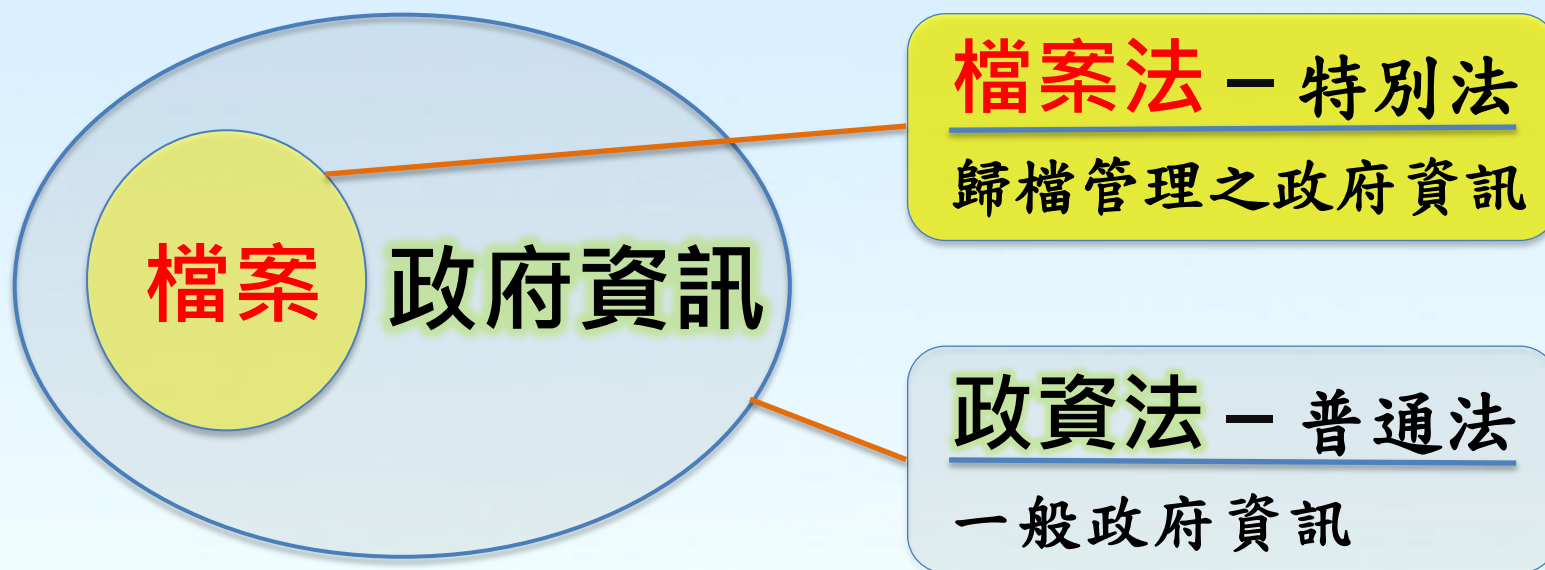 檔案
政府資訊
檔案法 – 特別法
歸檔管理之政府資訊
政資法 – 普通法
一般政府資訊